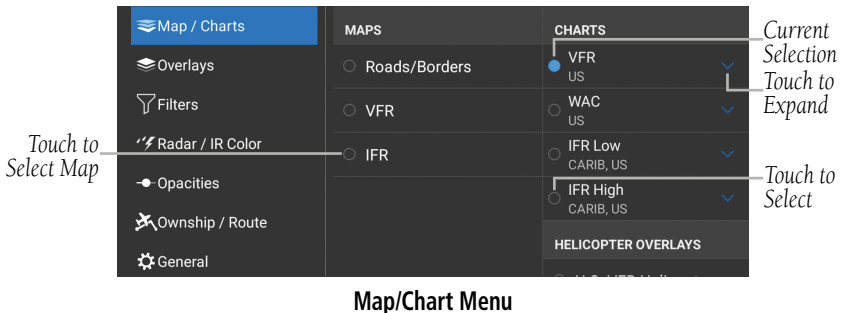 Map / Charts
Overlays
Filters
Radar / IR Color
Opacities
Ownship / Route
General
MAPS
Roads/Borders
VFR
IFR
CHARTS
VFR
US
WAC
US
IFR Low
CARIB, US
IFR High
CARIB, US
HELICOPTER OVERLAYS
Touch to
Select Map
Current
Selection
Touch to
Expand
Touch to
Select
Map/Chart Menu